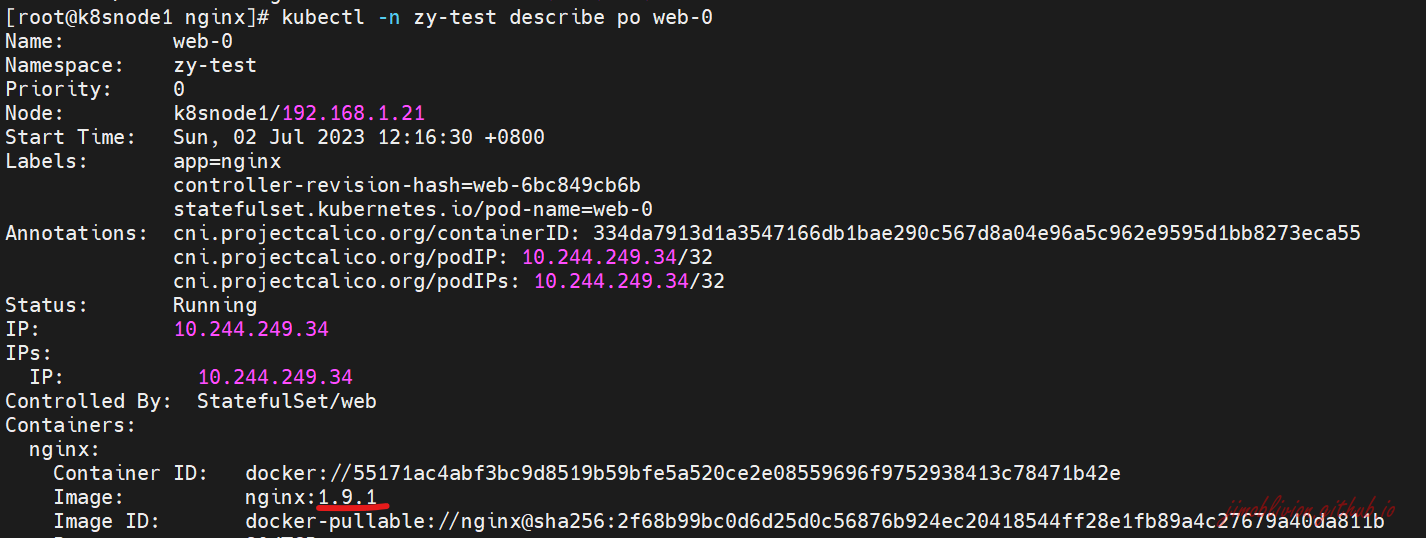 [root@k8snode1 nginx]# kubectl -n zy-test describe po web-0
Name:         web-0
Namespace:    zy-test
Priority:     0
Node:         k8snode1/192.168.1.21
Start Time:   Sun, 02 Jul 2023 12:16:30 +0800
Labels:       app=nginx
              controller-revision-hash=web-6bc849cb6b
              statefulset.kubernetes.io/pod-name=web-0
Annotations:  cni.projectcalico.org/containerID: 334da7913d1a3547166db1bae290c567d8a04e96a5c962e9595d1bb8273eca55
              cni.projectcalico.org/podIP: 10.244.249.34/32
              cni.projectcalico.org/podIPs: 10.244.249.34/32
Status:       Running
IP:           10.244.249.34
IPs:
  IP:           10.244.249.34
Controlled By:  StatefulSet/web
Containers:
  nginx:
    Container ID:   docker://55171ac4abf3bc9d8519b59bfe5a520ce2e08559696f9752938413c78471b42e
    Image:          nginx:1.9.1
    Image ID:       docker-pullable://nginx@sha256:2f68b99bc0d6d25d0c56876b924ec20418544ff28e1fb89a4c27679a40da811b
jimoblivion.github.io